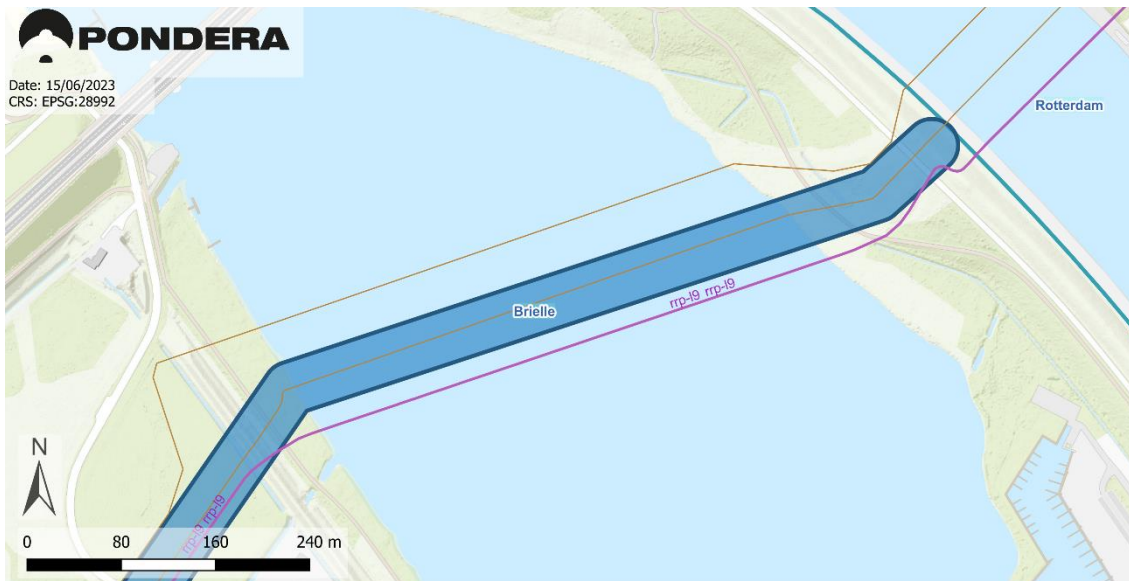 PONDERA
Date: 15/06/2023
CRS: EPSG:28992
Rotterdam
rrp-l9 rrp-l9
Brielle
rrp-l9 rrp-l9
N
0 80 160 240 m